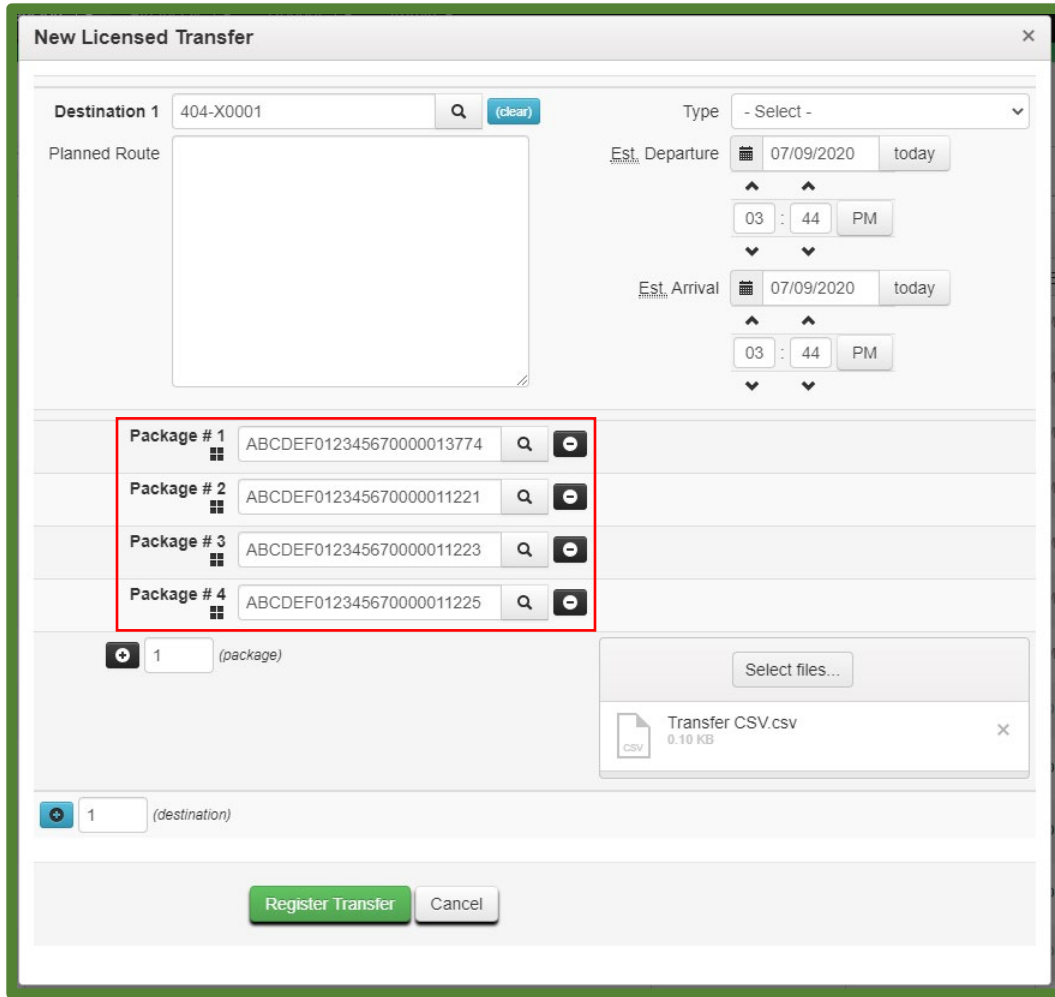 New Licensed Transfer ×
Destination 1 404-X0001 (clear) Type - Select -
Planned Route Est. Departure 07/09/2020 today
03 : 44 PM
Est. Arrival 07/09/2020 today
03 : 44 PM
Package # 1 ABCDEF012345670000013774
Package # 2 ABCDEF012345670000011221
Package # 3 ABCDEF012345670000011223
Package # 4 ABCDEF012345670000011225
1 (package) Select files...
Transfer CSV.csv ×
CSV 0.10 KB
1 (destination)
Register Transfer Cancel